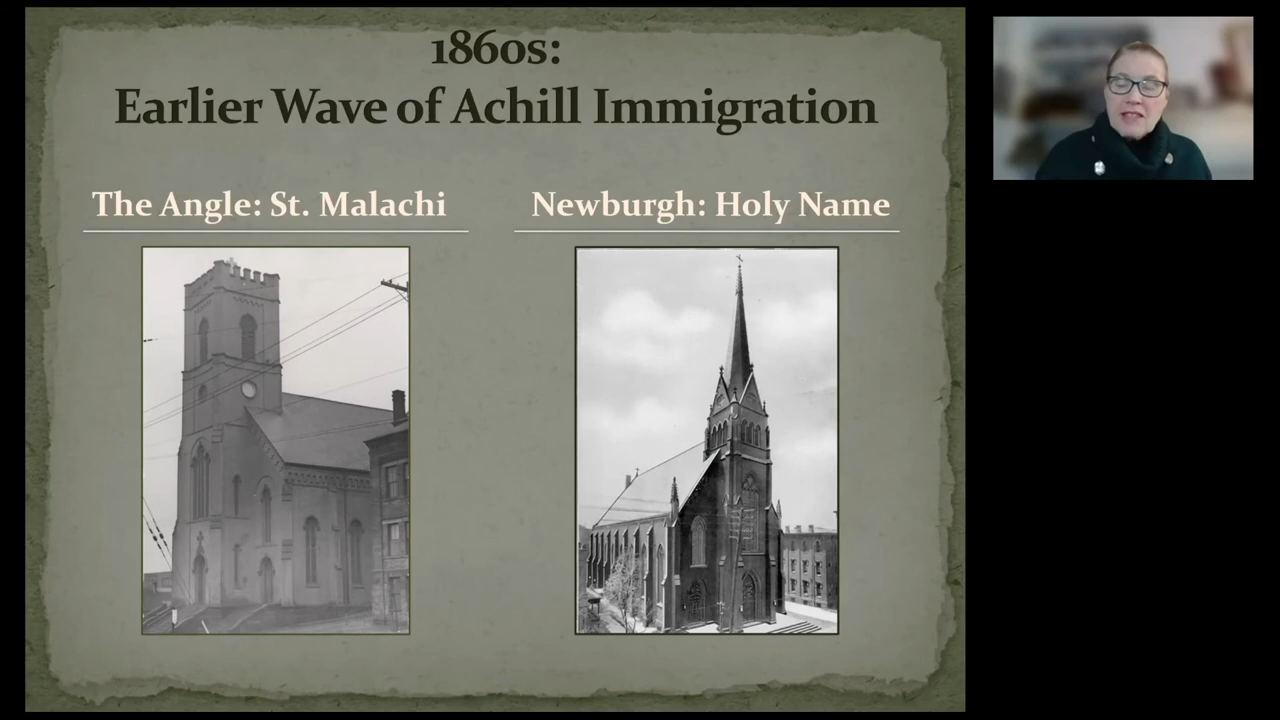 1860s:
Earlier Wave of Achill Immigration
The Angle: St. Malachi
Newburgh: Holy Name